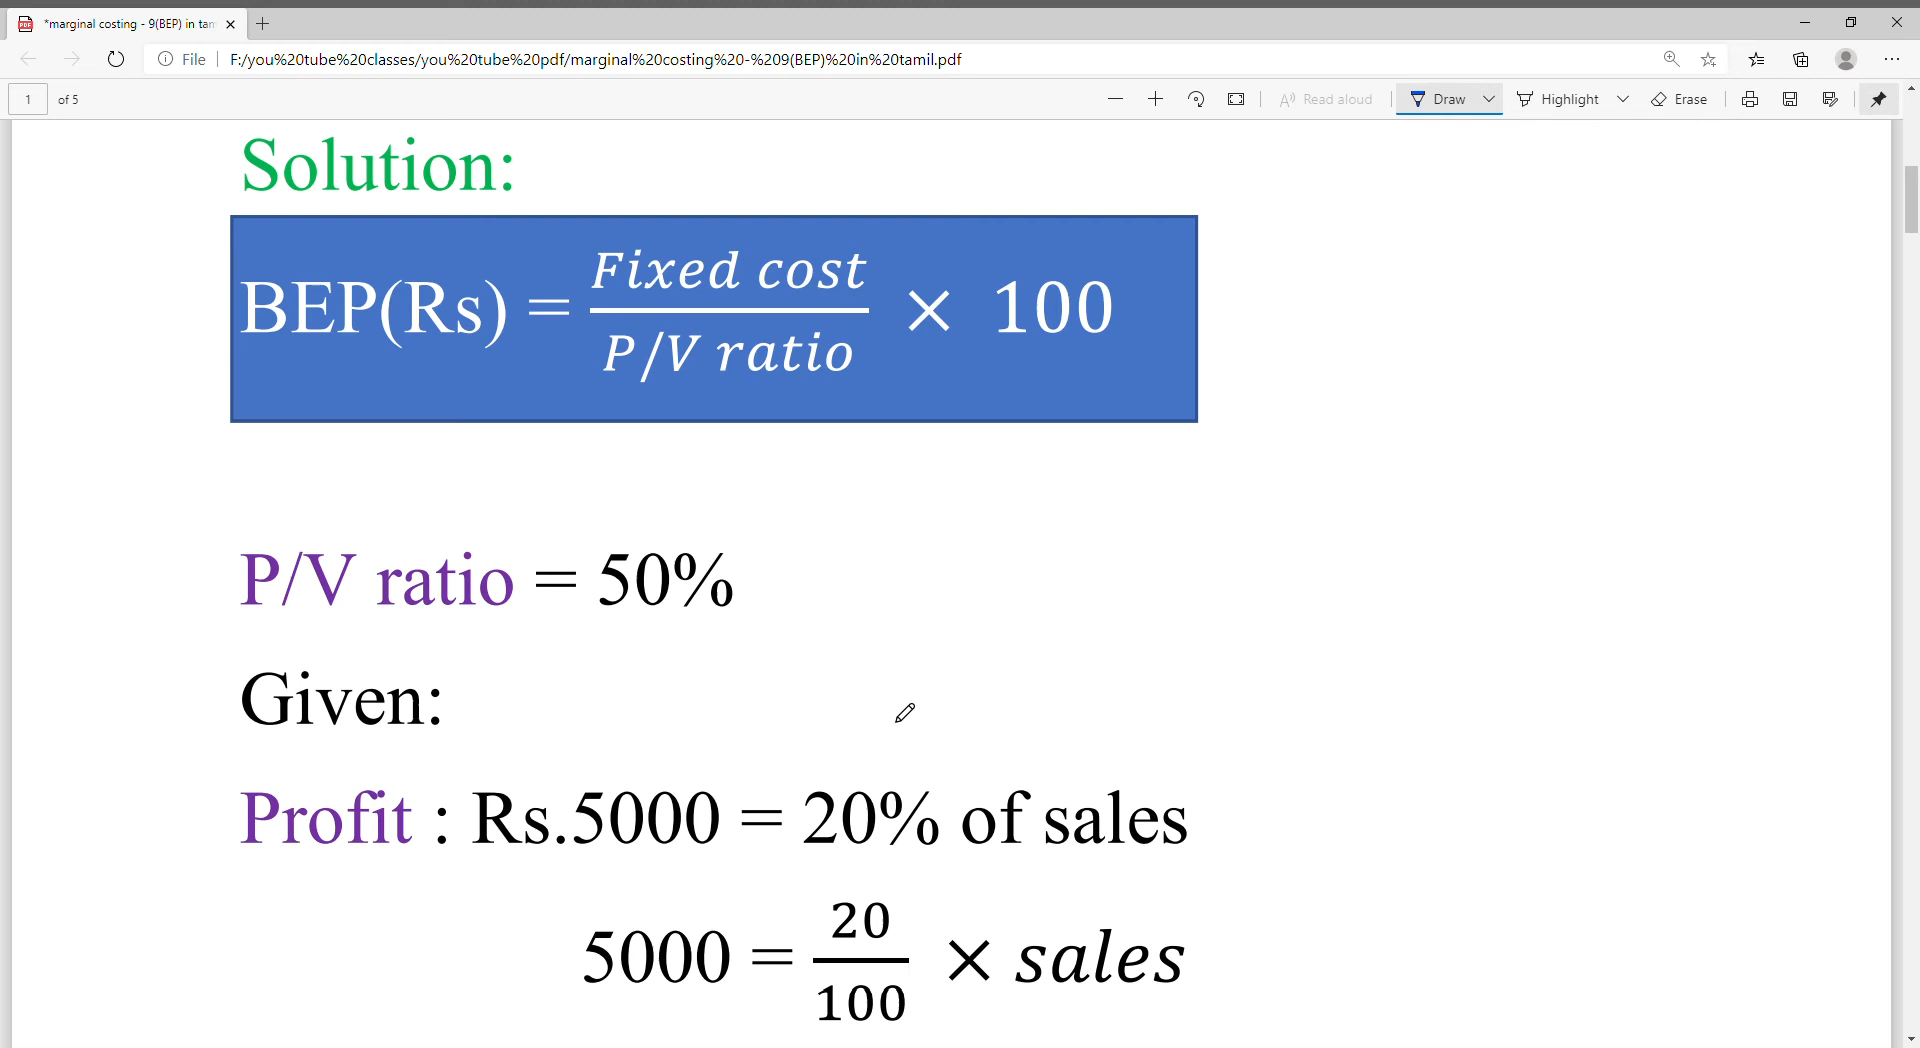 *marginal costing - 9(BEP) in tam
File
F:/you%20tube%20classes/you%20tube%20pdf/marginal%20costing%20-%209(BEP)%20in%20tamil.pdf
1 of 5
Read aloud
Draw
Highlight
Erase
Solution:
BEP(Rs) = Fixed cost / P/V ratio × 100
P/V ratio = 50%
Given:
Profit : Rs.5000 = 20% of sales
5000 = 20/100 × sales